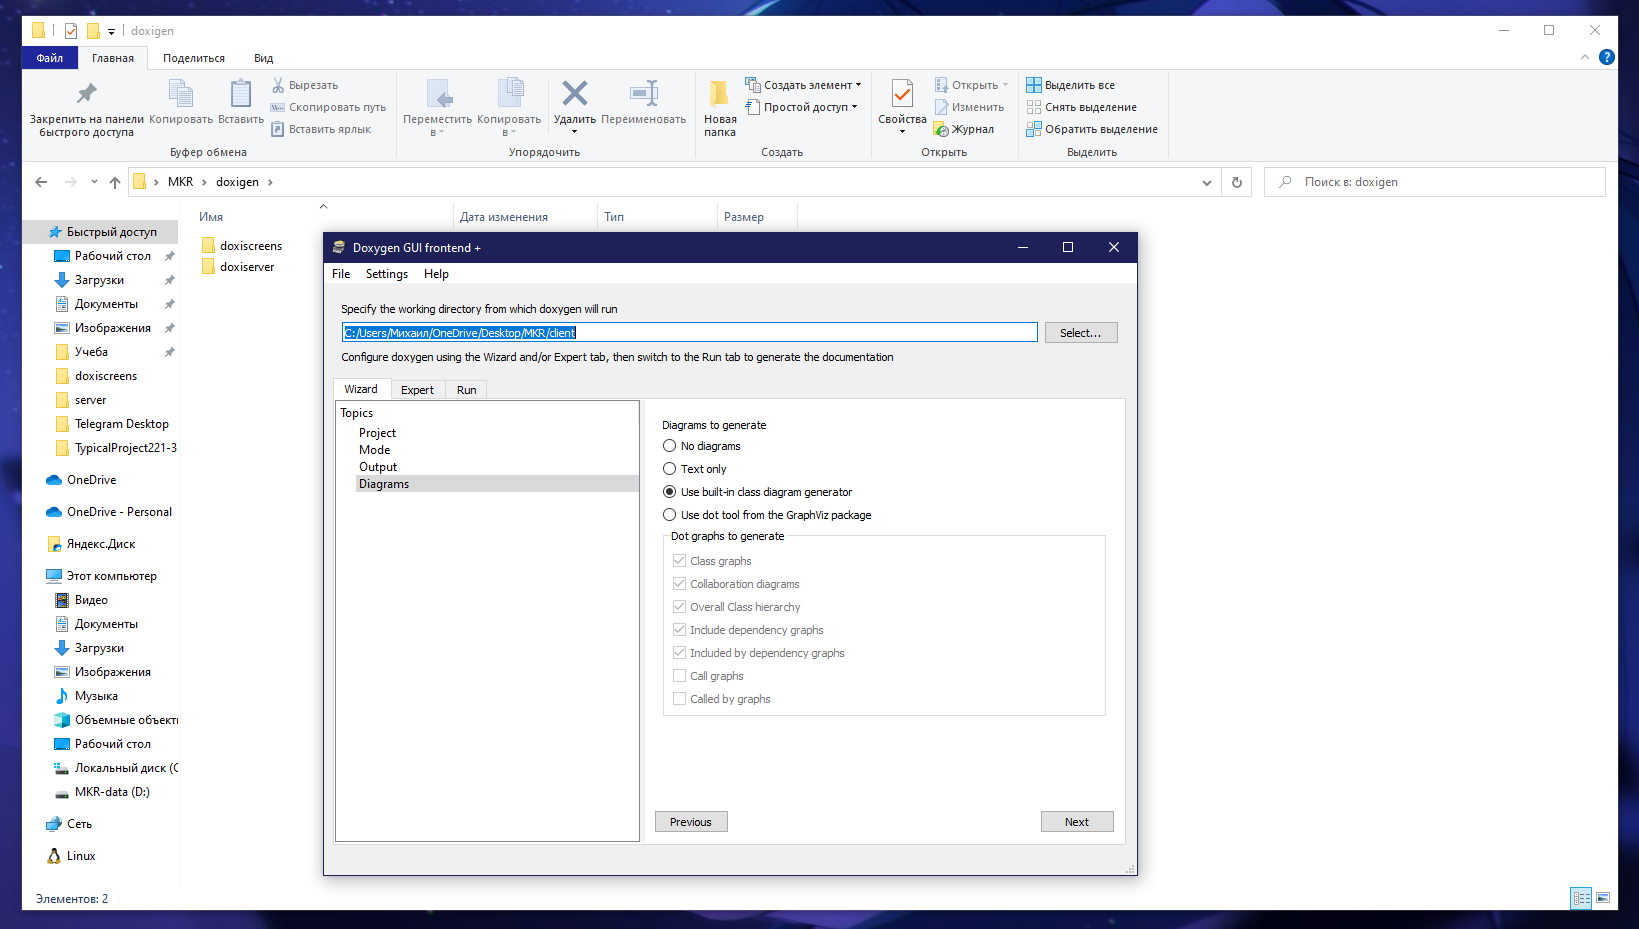 doxigen
Файл
Главная
Поделиться
Вид
Закрепить на панели
быстрого доступа
Копировать
Вставить
Вырезать
Скопировать путь
Вставить ярлык
Буфер обмена
Переместить
в
Копировать
в
Удалить
Переименовать
Упорядочить
Новая
папка
Создать элемент
Простой доступ
Создать
Свойства
Открыть
Изменить
Журнал
Открыть
Выделить все
Снять выделение
Обратить выделение
Выделить
MKR
doxigen
Поиск в: doxigen
Имя
Дата изменения
Тип
Размер
Быстрый доступ
Рабочий стол
Загрузки
Документы
Изображения
Учеба
doxiscreens
server
Telegram Desktop
TypicalProject221-3
OneDrive
OneDrive - Personal
Яндекс.Диск
Этот компьютер
Видео
Документы
Загрузки
Изображения
Музыка
Объемные объект
Рабочий стол
Локальный диск (C
MKR-data (D:)
Сеть
Linux
doxiscreens
doxiserver
Элементов: 2
Doxygen GUI frontend +
File Settings Help
Specify the working directory from which doxygen will run
C:/Users/Михаил/OneDrive/Desktop/MKR/client
Select...
Configure doxygen using the Wizard and/or Expert tab, then switch to the Run tab to generate the documentation
Wizard Expert Run
Topics
Project
Mode
Output
Diagrams
Diagrams to generate
No diagrams
Text only
Use built-in class diagram generator
Use dot tool from the GraphViz package
Dot graphs to generate
Class graphs
Collaboration diagrams
Overall Class hierarchy
Include dependency graphs
Included by dependency graphs
Call graphs
Called by graphs
Previous
Next